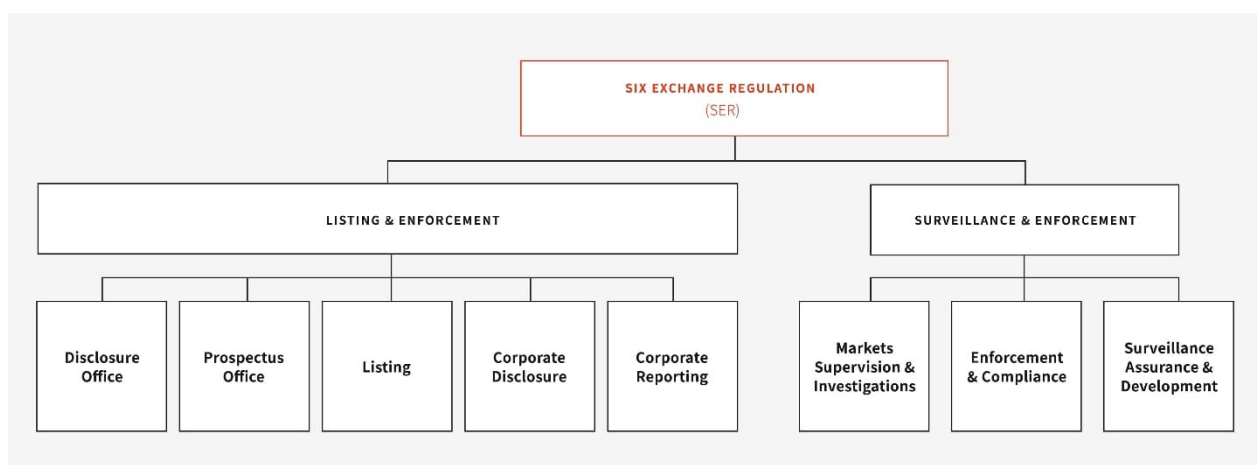 SIX EXCHANGE REGULATION
(SER)
LISTING & ENFORCEMENT
SURVEILLANCE & ENFORCEMENT
Disclosure
Office
Prospectus
Office
Listing
Corporate
Disclosure
Corporate
Reporting
Markets
Supervision &
Investigations
Enforcement
& Compliance
Surveillance
Assurance &
Development